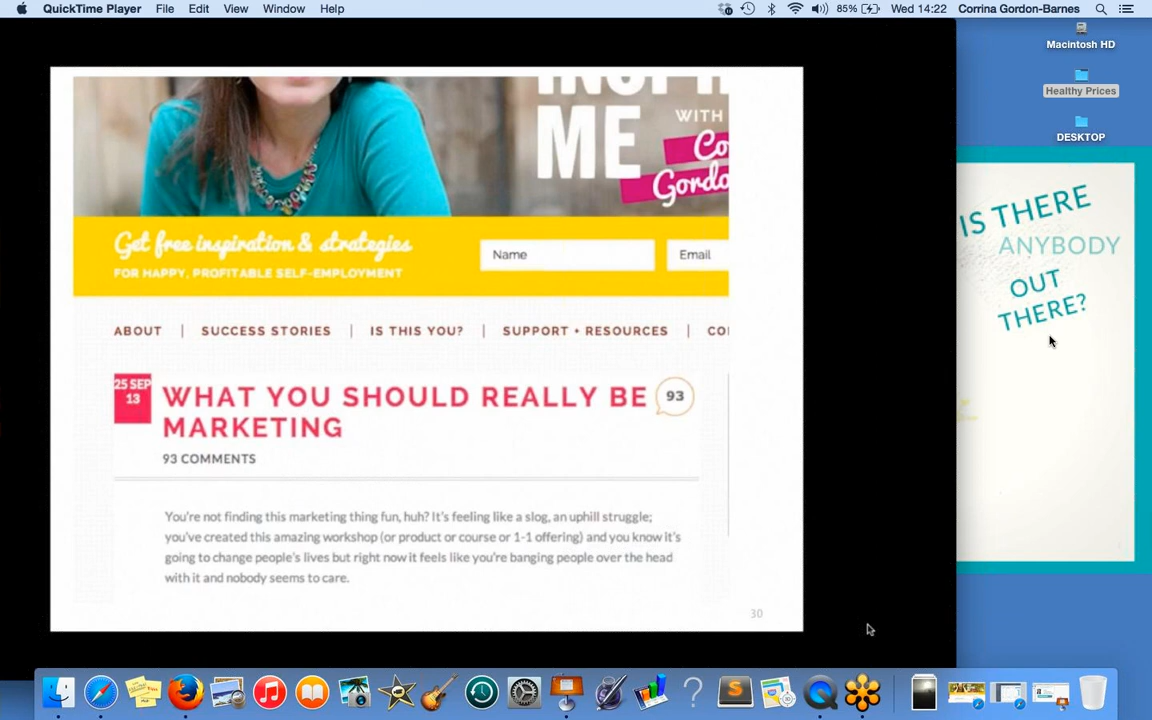 QuickTime Player File Edit View Window Help 85% Wed 14:22 Corrina Gordon-Barnes
Macintosh HD
Healthy Prices
DESKTOP
WITH
ME
Get free inspiration & strategies
FOR HAPPY, PROFITABLE SELF-EMPLOYMENT
Name
Email
ABOUT | SUCCESS STORIES | IS THIS YOU? | SUPPORT + RESOURCES |
25 SEP
13
WHAT YOU SHOULD REALLY BE
MARKETING
93
93 COMMENTS
You're not finding this marketing thing fun, huh? It's feeling like a slog, an uphill struggle;
you've created this amazing workshop (or product or course or 1-1 offering) and you know it's
going to change people's lives but right now it feels like you're banging people over the head
with it and nobody seems to care.
30
IS THERE
ANYBODY
OUT
THERE?